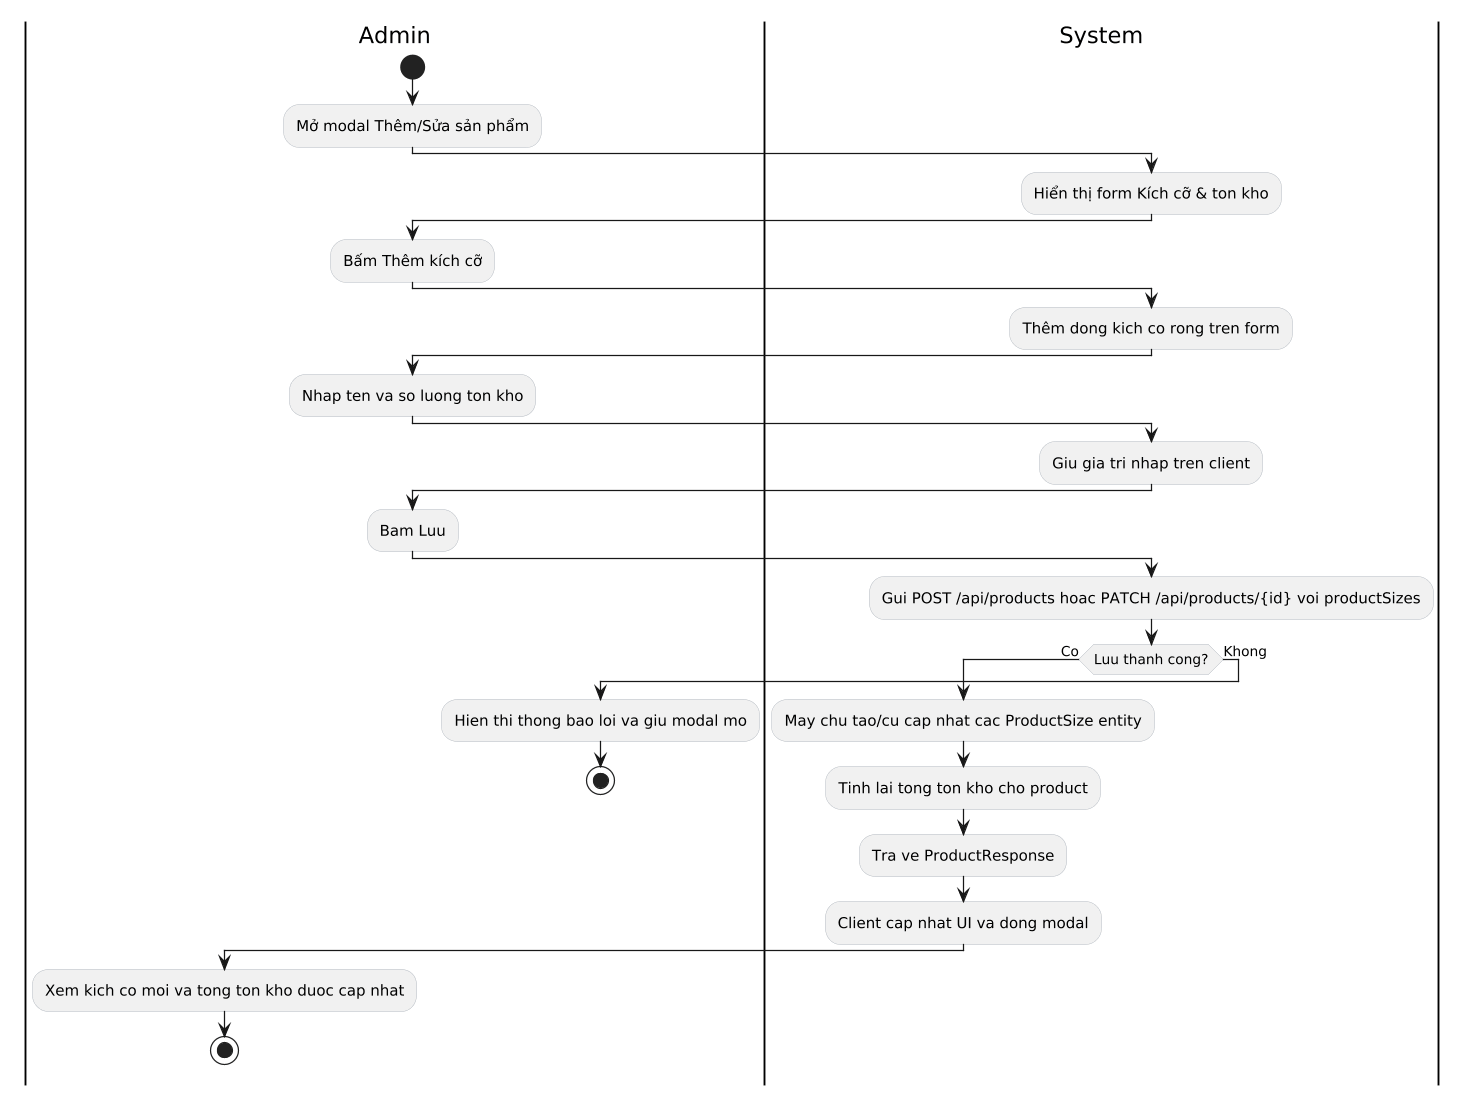 Admin
System
Mở modal Thêm/Sửa sản phẩm
Hiển thị form Kích cỡ & ton kho
Bấm Thêm kích cỡ
Thêm dong kich co rong tren form
Nhap ten va so luong ton kho
Giu gia tri nhap tren client
Bam Luu
Gui POST /api/products hoac PATCH /api/products/{id} voi productSizes
Co
Luu thanh cong?
Khong
Hien thi thong bao loi va giu modal mo
May chu tao/cu cap nhat cac ProductSize entity
Tinh lai tong ton kho cho product
Tra ve ProductResponse
Client cap nhat UI va dong modal
Xem kich co moi va tong ton kho duoc cap nhat